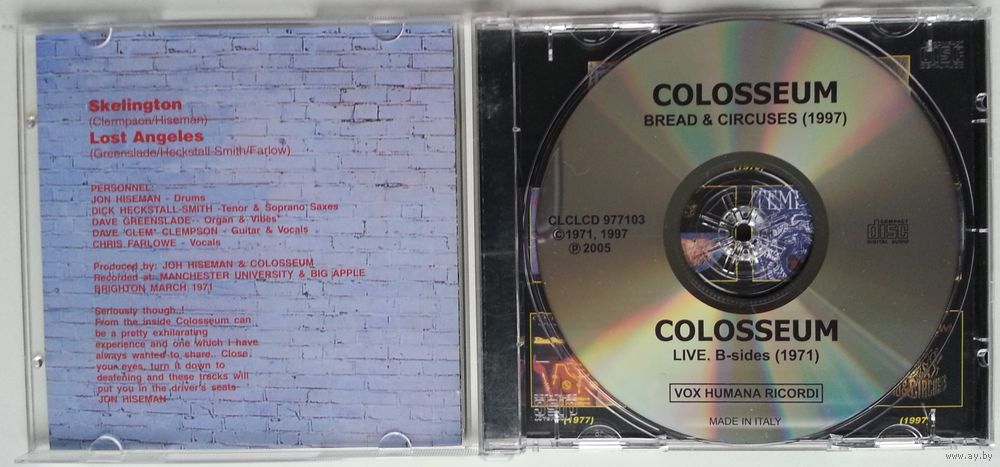 Skelington
(Clempson/Hiseman)
Lost Angeles
(Greenslade/Heckstall Smith/Farlow)
PERSONNEL:
JON HISEMAN - Drums
DICK HECKSTALL-SMITH -Tenor & Soprano Saxes
DAVE GREENSLADE - Organ & Vibes
DAVE 'CLEM' CLEMPSON - Guitar & Vocals
CHRIS FARLOWE - Vocals
Produced by: JOH HISEMAN & COLOSSEUM
Recorded at: MANCHESTER UNIVERSITY & BIG APPLE
BRIGHTON MARCH 1971
Seriously though..!
From the inside Colosseum can
be a pretty exhilarating
experience and one which I have
always wanted to share.. Close
your eyes, turn it down to
deafening and these tracks will
put you in the driver's seats
JON HISEMAN
COLOSSEUM
BREAD & CIRCUSES (1997)
TEMP
CLCLCD 977103
©1971, 1997
℗ 2005
COMPACT
disc
DIGITAL AUDIO
COLOSSEUM
LIVE. B-sides (1971)
VOX HUMANA RICORDI
MADE IN ITALY
(1977)
(1997)
www.ay.by